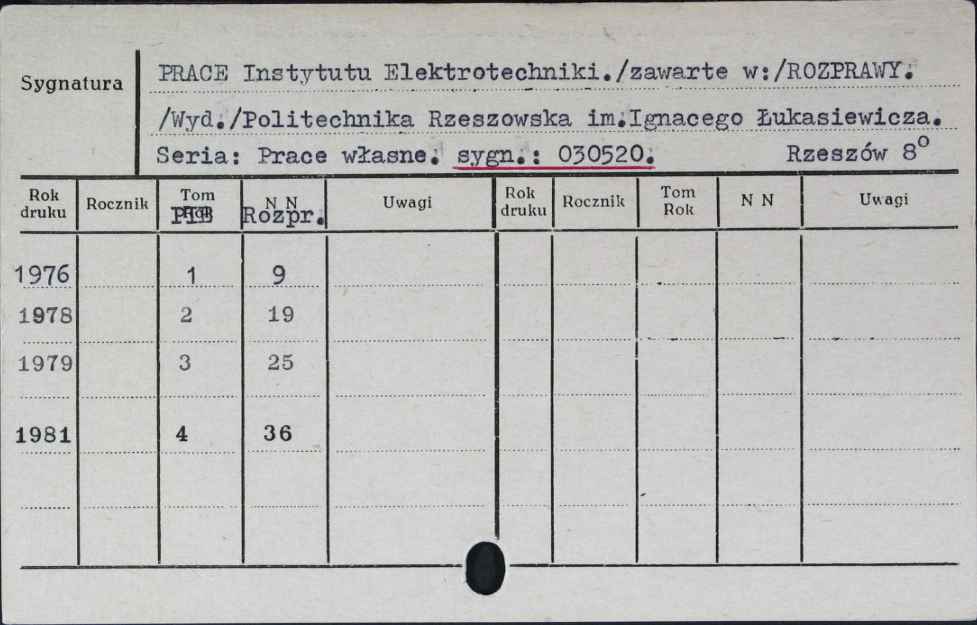 Sygnatura
PRACE Instytutu Elektrotechniki./zawarte w:/ROZPRAWY.
/Wyd./Politechnika Rzeszowska im.Ignacego Łukasiewicza.
Seria: Prace własne. sygn.: 030520. Rzeszów 8°
Rok druku Rocznik Tom N N Rozpr. Uwagi Rok druku Rocznik Tom Rok N N Uwagi
1976 1 9
1978 2 19
1979 3 25
1981 4 36